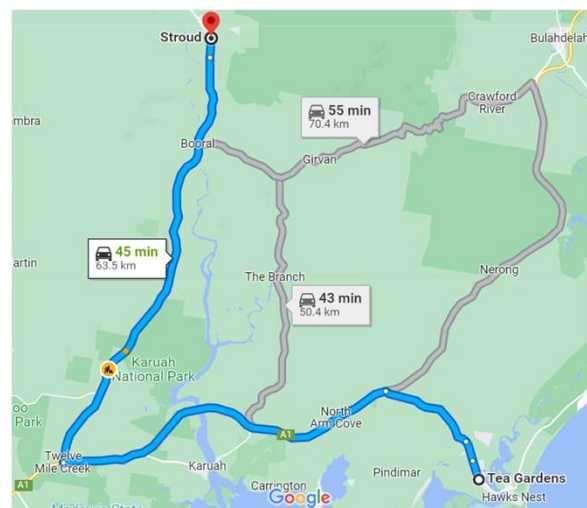 Stroud
Bulahdelah
55 min
70.4 km
Crawford
River
mbra
Booral
Girvan
45 min
63.5 km
artin
Nerong
The Branch
43 min
50.4 km
Karuah
National Park
oo
Park
North
Arm Cove
A1
Twelve
Mile Creek
Karuah
Tea Gardens
Pindimar
A1
Carrington
Hawks Nest
Google